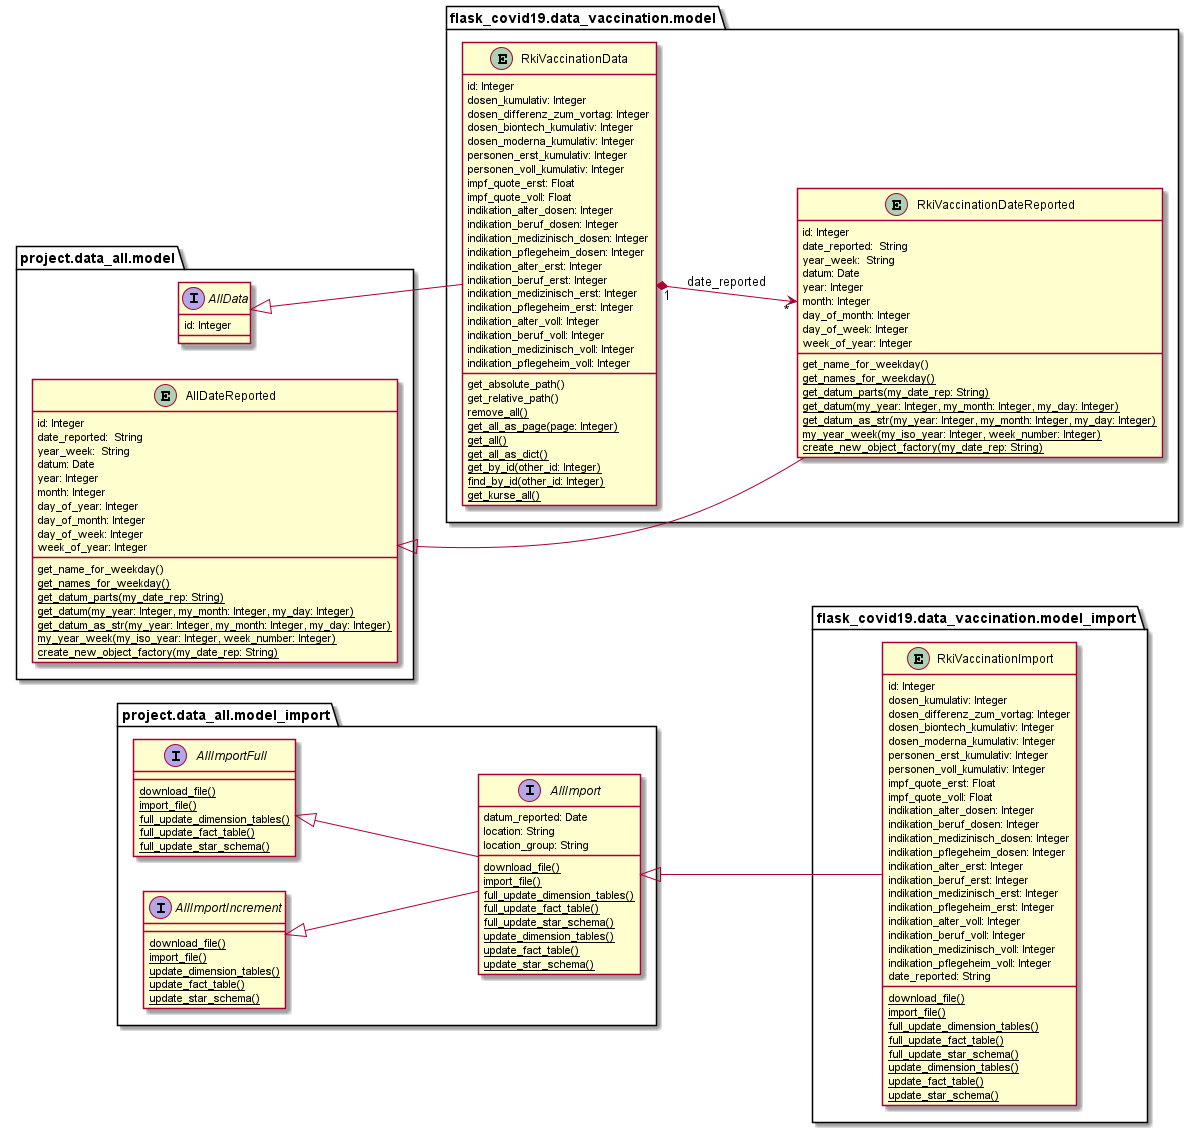 flask_covid19.data_vaccination.model
E RkiVaccinationData
id: Integer
dosen_kumulativ: Integer
dosen_differenz_zum_vortag: Integer
dosen_biontech_kumulativ: Integer
dosen_moderna_kumulativ: Integer
personen_erst_kumulativ: Integer
personen_voll_kumulativ: Integer
impf_quote_erst: Float
impf_quote_voll: Float
indikation_alter_dosen: Integer
indikation_beruf_dosen: Integer
indikation_medizinisch_dosen: Integer
indikation_pflegeheim_dosen: Integer
indikation_alter_erst: Integer
indikation_beruf_erst: Integer
indikation_medizinisch_erst: Integer
indikation_pflegeheim_erst: Integer
indikation_alter_voll: Integer
indikation_beruf_voll: Integer
indikation_medizinisch_voll: Integer
indikation_pflegeheim_voll: Integer
get_absolute_path()
get_relative_path()
remove_all()
get_all_as_page(page: Integer)
get_all()
get_all_as_dict()
get_by_id(other_id: Integer)
find_by_id(other_id: Integer)
get_kurse_all()
date_reported
1
*
E RkiVaccinationDateReported
id: Integer
date_reported:  String
year_week:  String
datum: Date
year: Integer
month: Integer
day_of_month: Integer
day_of_week: Integer
week_of_year: Integer
get_name_for_weekday()
get_names_for_weekday()
get_datum_parts(my_date_rep: String)
get_datum(my_year: Integer, my_month: Integer, my_day: Integer)
get_datum_as_str(my_year: Integer, my_month: Integer, my_day: Integer)
my_year_week(my_iso_year: Integer, week_number: Integer)
create_new_object_factory(my_date_rep: String)
project.data_all.model
I AllData
id: Integer
E AllDateReported
id: Integer
date_reported:  String
year_week:  String
datum: Date
year: Integer
month: Integer
day_of_year: Integer
day_of_month: Integer
day_of_week: Integer
week_of_year: Integer
get_name_for_weekday()
get_names_for_weekday()
get_datum_parts(my_date_rep: String)
get_datum(my_year: Integer, my_month: Integer, my_day: Integer)
get_datum_as_str(my_year: Integer, my_month: Integer, my_day: Integer)
my_year_week(my_iso_year: Integer, week_number: Integer)
create_new_object_factory(my_date_rep: String)
project.data_all.model_import
I AllImportFull
download_file()
import_file()
full_update_dimension_tables()
full_update_fact_table()
full_update_star_schema()
I AllImportIncrement
download_file()
import_file()
update_dimension_tables()
update_fact_table()
update_star_schema()
I AllImport
datum_reported: Date
location: String
location_group: String
download_file()
import_file()
full_update_dimension_tables()
full_update_fact_table()
full_update_star_schema()
update_dimension_tables()
update_fact_table()
update_star_schema()
flask_covid19.data_vaccination.model_import
E RkiVaccinationImport
id: Integer
dosen_kumulativ: Integer
dosen_differenz_zum_vortag: Integer
dosen_biontech_kumulativ: Integer
dosen_moderna_kumulativ: Integer
personen_erst_kumulativ: Integer
personen_voll_kumulativ: Integer
impf_quote_erst: Float
impf_quote_voll: Float
indikation_alter_dosen: Integer
indikation_beruf_dosen: Integer
indikation_medizinisch_dosen: Integer
indikation_pflegeheim_dosen: Integer
indikation_alter_erst: Integer
indikation_beruf_erst: Integer
indikation_medizinisch_erst: Integer
indikation_pflegeheim_erst: Integer
indikation_alter_voll: Integer
indikation_beruf_voll: Integer
indikation_medizinisch_voll: Integer
indikation_pflegeheim_voll: Integer
date_reported: String
download_file()
import_file()
full_update_dimension_tables()
full_update_fact_table()
full_update_star_schema()
update_dimension_tables()
update_fact_table()
update_star_schema()